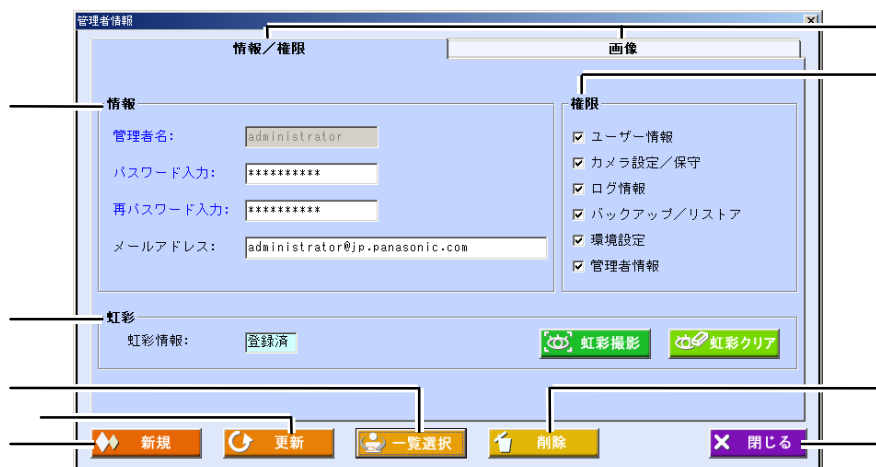 管理者情報
情報／権限
画像
情報
管理者名:
administrator
パスワード入力:
**********
再パスワード入力:
**********
メールアドレス:
administrator@jp.panasonic.com
権限
ユーザー情報
カメラ設定／保守
ログ情報
バックアップ／リストア
環境設定
管理者情報
虹彩
虹彩情報:
登録済
虹彩撮影
虹彩クリア
新規
更新
一覧選択
削除
閉じる